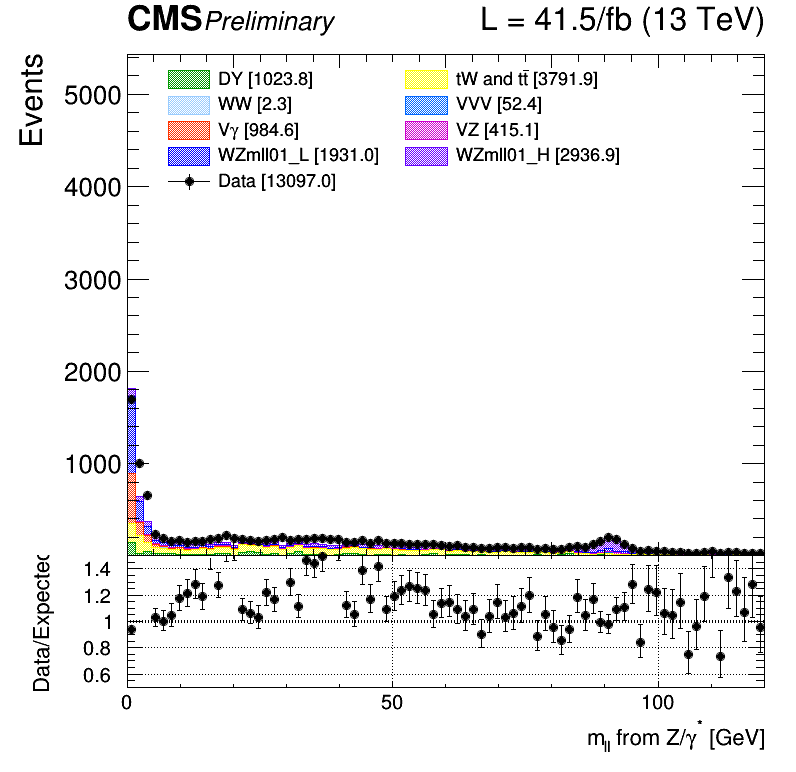 CMS Preliminary L = 41.5/fb (13 TeV)
Events
5000
4000
3000
2000
1000
DY [1023.8] tW and tt̄ [3791.9]
WW [2.3] VVV [52.4]
Vγ [984.6] VZ [415.1]
WZmll01_L [1931.0] WZmll01_H [2936.9]
Data [13097.0]
Data/Expected
1.4
1.2
1
0.8
0.6
0 50 100
m_ll from Z/γ* [GeV]